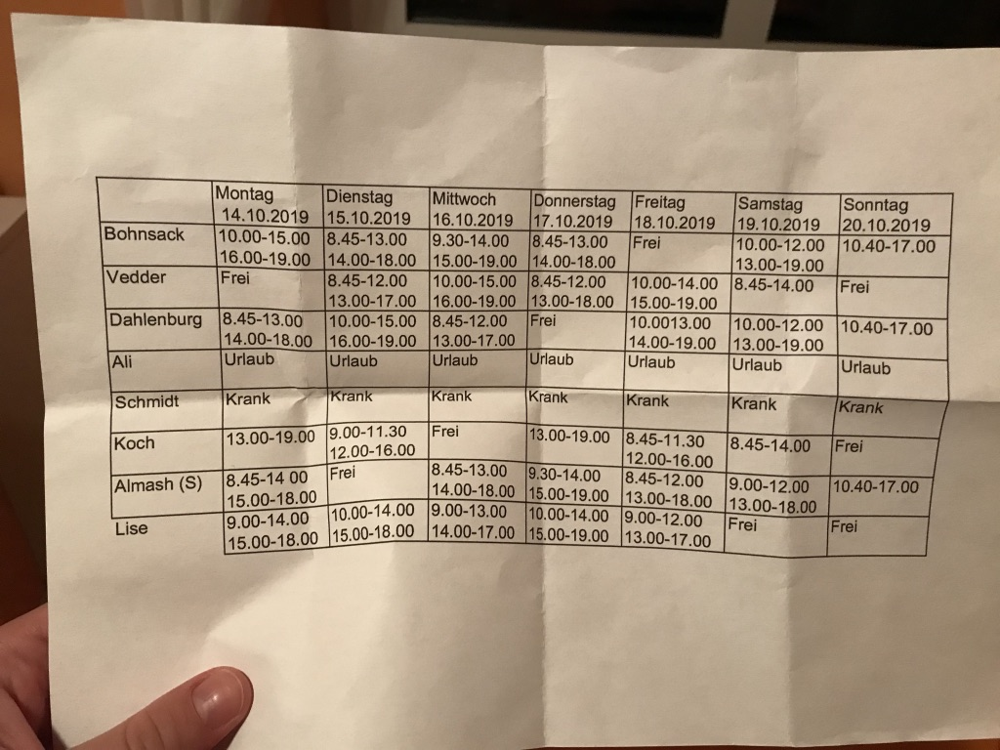 Montag Dienstag Mittwoch Donnerstag Freitag Samstag Sonntag
14.10.2019 15.10.2019 16.10.2019 17.10.2019 18.10.2019 19.10.2019 20.10.2019
Bohnsack 10.00-15.00 8.45-13.00 9.30-14.00 8.45-13.00 Frei 10.00-12.00 10.40-17.00
16.00-19.00 14.00-18.00 15.00-19.00 14.00-18.00 13.00-19.00
Vedder Frei 8.45-12.00 10.00-15.00 8.45-12.00 10.00-14.00 8.45-14.00 Frei
13.00-17.00 16.00-19.00 13.00-18.00 15.00-19.00
Dahlenburg 8.45-13.00 10.00-15.00 8.45-12.00 Frei 10.0013.00 10.00-12.00 10.40-17.00
14.00-18.00 16.00-19.00 13.00-17.00 14.00-19.00 13.00-19.00
Ali Urlaub Urlaub Urlaub Urlaub Urlaub Urlaub Urlaub
Schmidt Krank Krank Krank Krank Krank Krank Krank
Koch 13.00-19.00 9.00-11.30 Frei 13.00-19.00 8.45-11.30 8.45-14.00 Frei
12.00-16.00 12.00-16.00
Almash (S) 8.45-14 00 Frei 8.45-13.00 9.30-14.00 8.45-12.00 9.00-12.00 10.40-17.00
15.00-18.00 14.00-18.00 15.00-19.00 13.00-18.00 13.00-18.00
Lise 9.00-14.00 10.00-14.00 9.00-13.00 10.00-14.00 9.00-12.00 Frei Frei
15.00-18.00 15.00-18.00 14.00-17.00 15.00-19.00 13.00-17.00